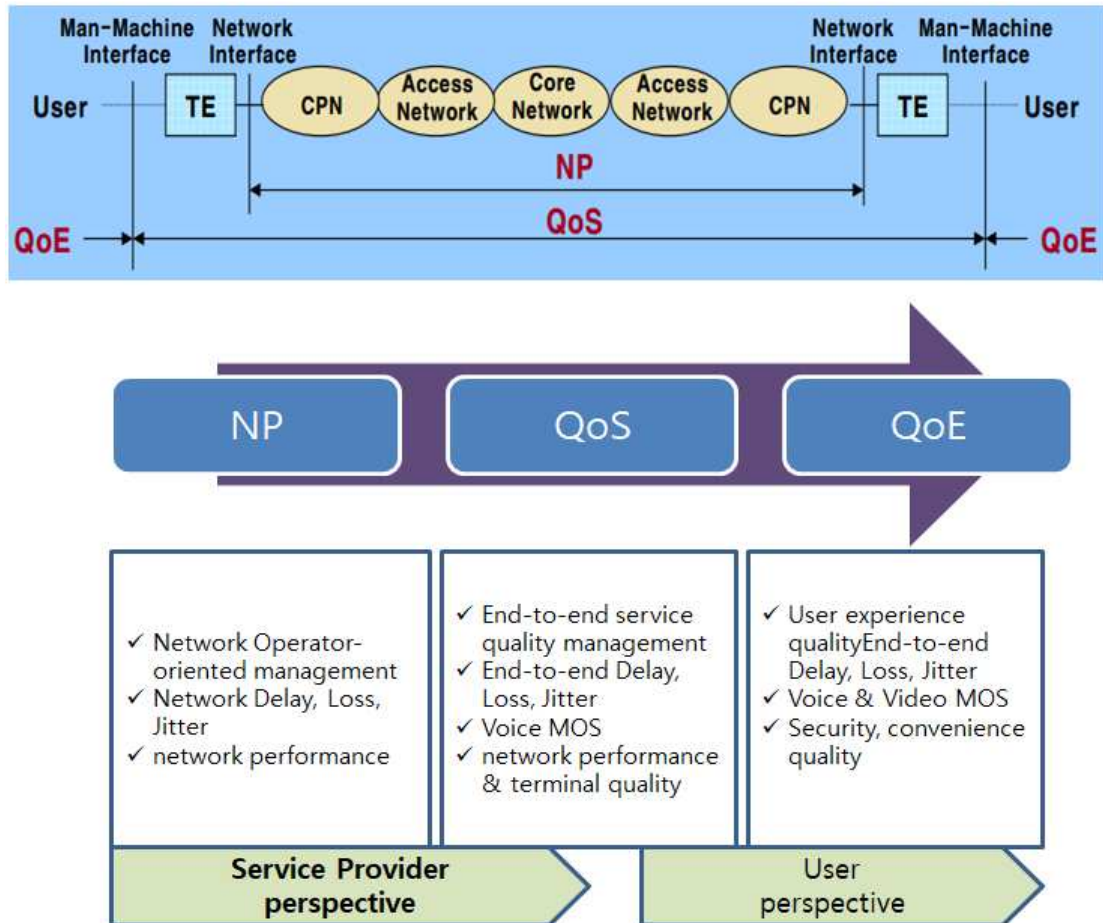 Man-Machine
Interface
Network
Interface
Network
Interface
Man-Machine
Interface
User
TE
CPN
Access
Network
Core
Network
Access
Network
CPN
TE
User
NP
QoS
QoE
QoE
NP
QoS
QoE
✓ Network Operator-
oriented management
✓ Network Delay, Loss,
Jitter
✓ network performance
✓ End-to-end service
quality management
✓ End-to-end Delay,
Loss, Jitter
✓ Voice MOS
✓ network performance
& terminal quality
✓ User experience
qualityEnd-to-end
Delay, Loss, Jitter
✓ Voice & Video MOS
✓ Security, convenience
quality
Service Provider
perspective
User
perspective